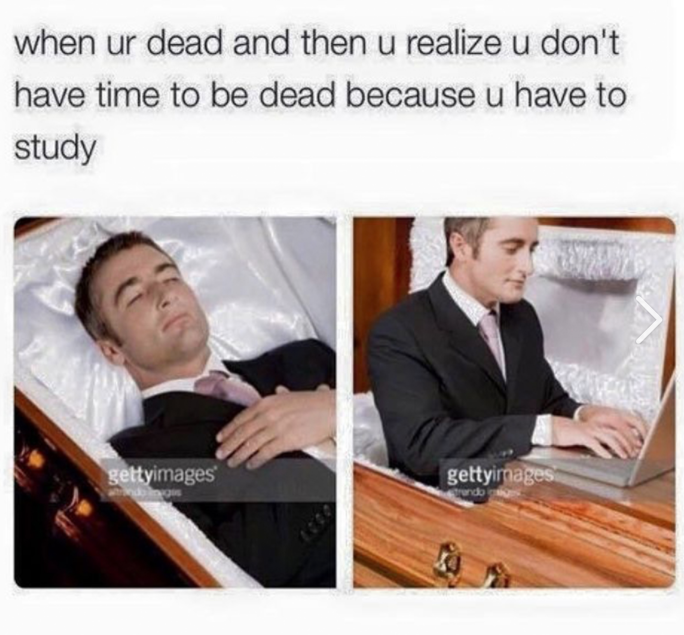 when ur dead and then u realize u don't
have time to be dead because u have to
study
gettyimages
gettyimages